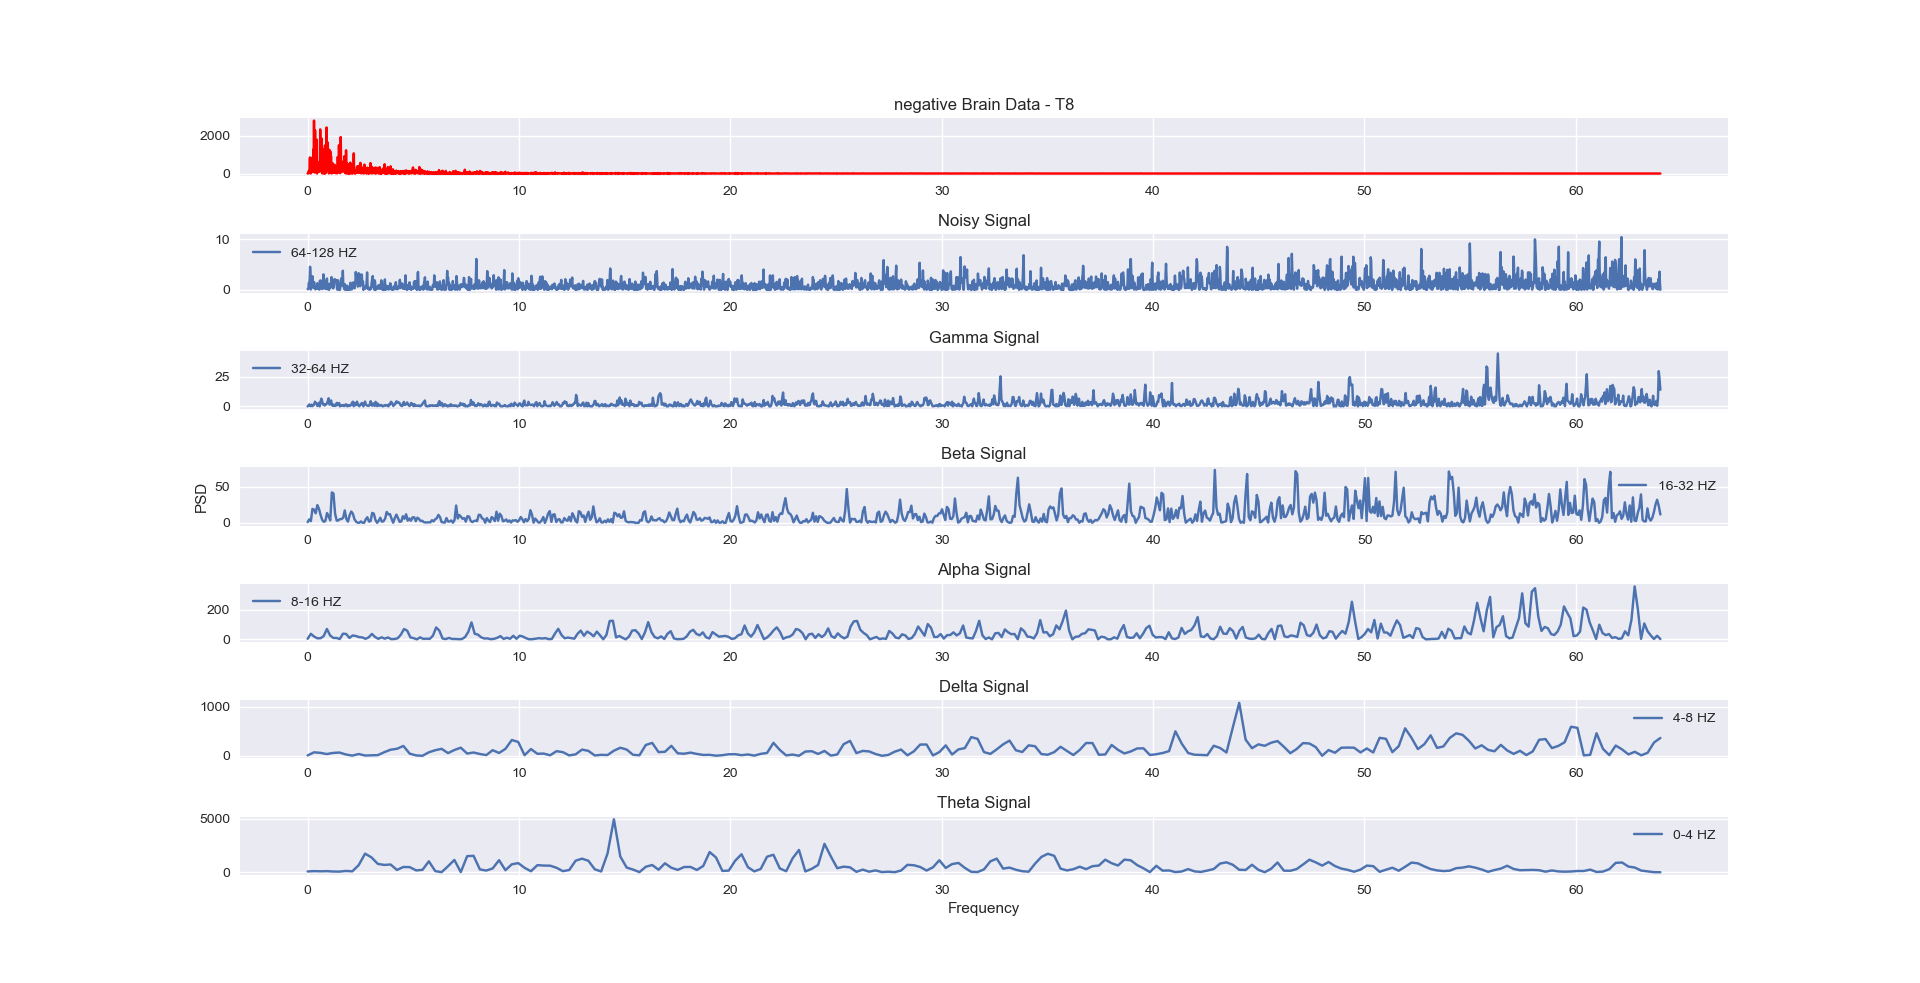 negative Brain Data - T8
2000
0
0 10 20 30 40 50 60
Noisy Signal
10
64-128 HZ
0
0 10 20 30 40 50 60
Gamma Signal
32-64 HZ
25
0
0 10 20 30 40 50 60
Beta Signal
50
16-32 HZ
PSD
0
0 10 20 30 40 50 60
Alpha Signal
8-16 HZ
200
0
0 10 20 30 40 50 60
Delta Signal
1000
4-8 HZ
0
0 10 20 30 40 50 60
Theta Signal
5000
0-4 HZ
0
0 10 20 30 40 50 60
Frequency